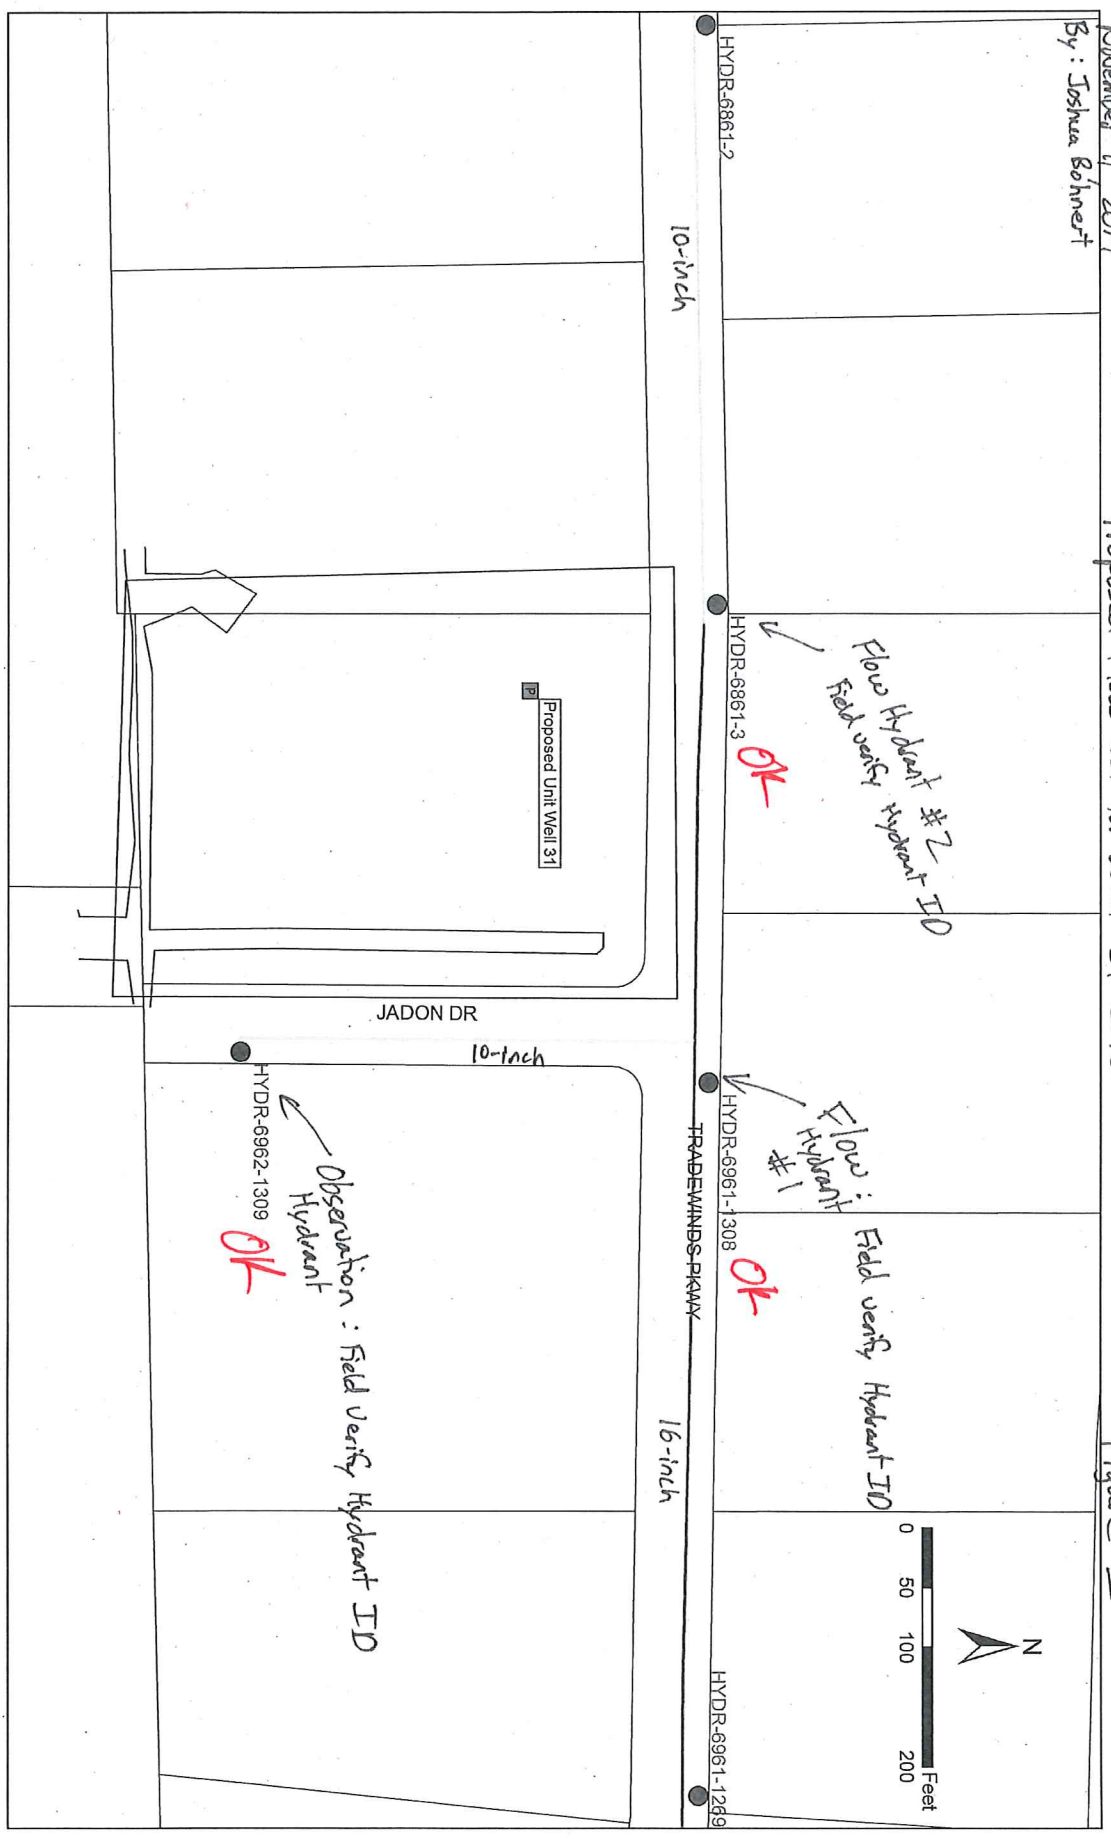 By: Joshua Bohnert
HYDR-6861-2
10-inch
HYDR-6861-3
OK
Flow Hydrant #2
Field verify Hydrant ID
P
Proposed Unit Well 31
JADON DR
10-inch
HYDR-6961-1308
OK
Flow:
Hydrant
#1
Field verify Hydrant ID
TRADEWINDS PKWY
HYDR-6962-1309
OK
Observation: Field verify Hydrant ID
Hydrant
16-inch
HYDR-6961-1269
N
0 50 100 200
Feet